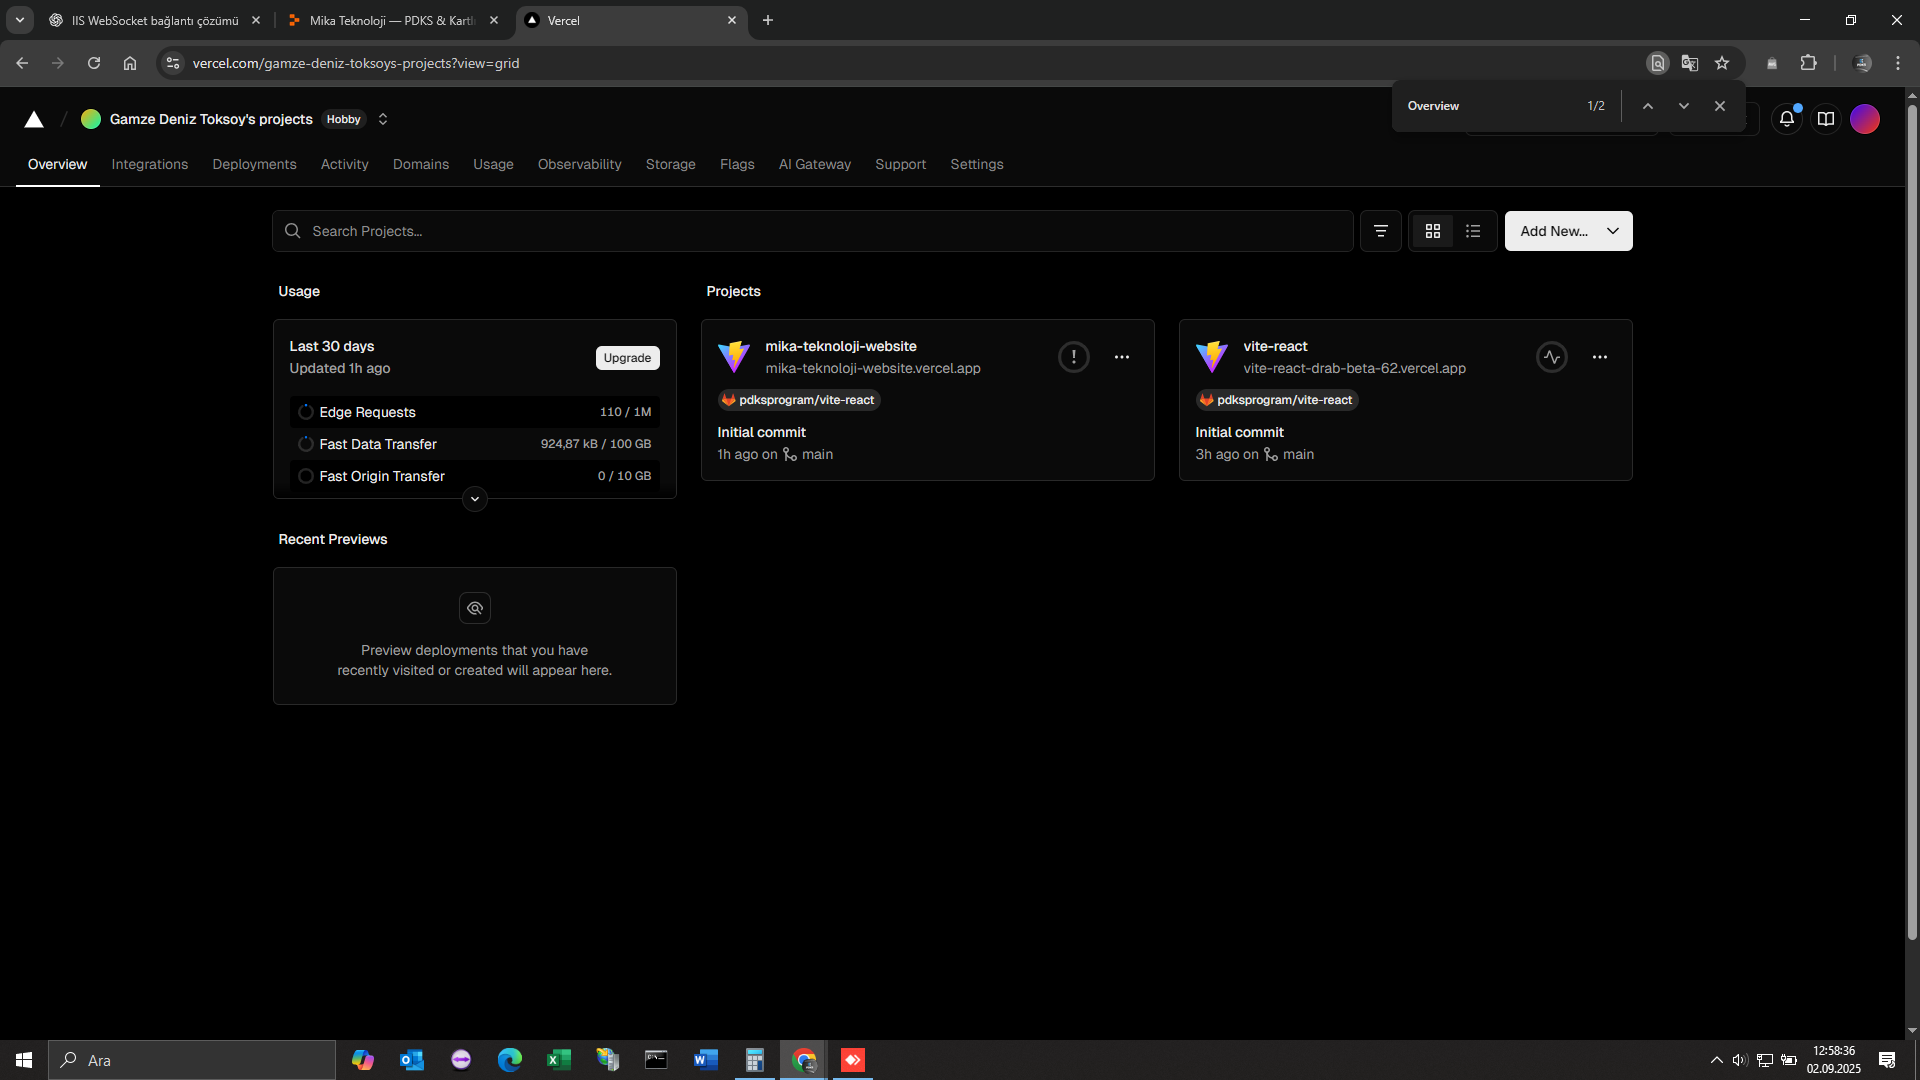 IIS WebSocket bağlantı çözümü
Mika Teknoloji — PDKS & Kartlı
Vercel
vercel.com/gamze-deniz-toksoys-projects?view=grid
Overview
1/2
Gamze Deniz Toksoy's projects
Hobby
Overview
Integrations
Deployments
Activity
Domains
Usage
Observability
Storage
Flags
AI Gateway
Support
Settings
Search Projects...
Add New...
Usage
Last 30 days
Updated 1h ago
Upgrade
Edge Requests
110 / 1M
Fast Data Transfer
924,87 kB / 100 GB
Fast Origin Transfer
0 / 10 GB
Recent Previews
Preview deployments that you have
recently visited or created will appear here.
Projects
mika-teknoloji-website
mika-teknoloji-website.vercel.app
pdksprogram/vite-react
Initial commit
1h ago on main
vite-react
vite-react-drab-beta-62.vercel.app
pdksprogram/vite-react
Initial commit
3h ago on main
Ara
12:58:36
02.09.2025